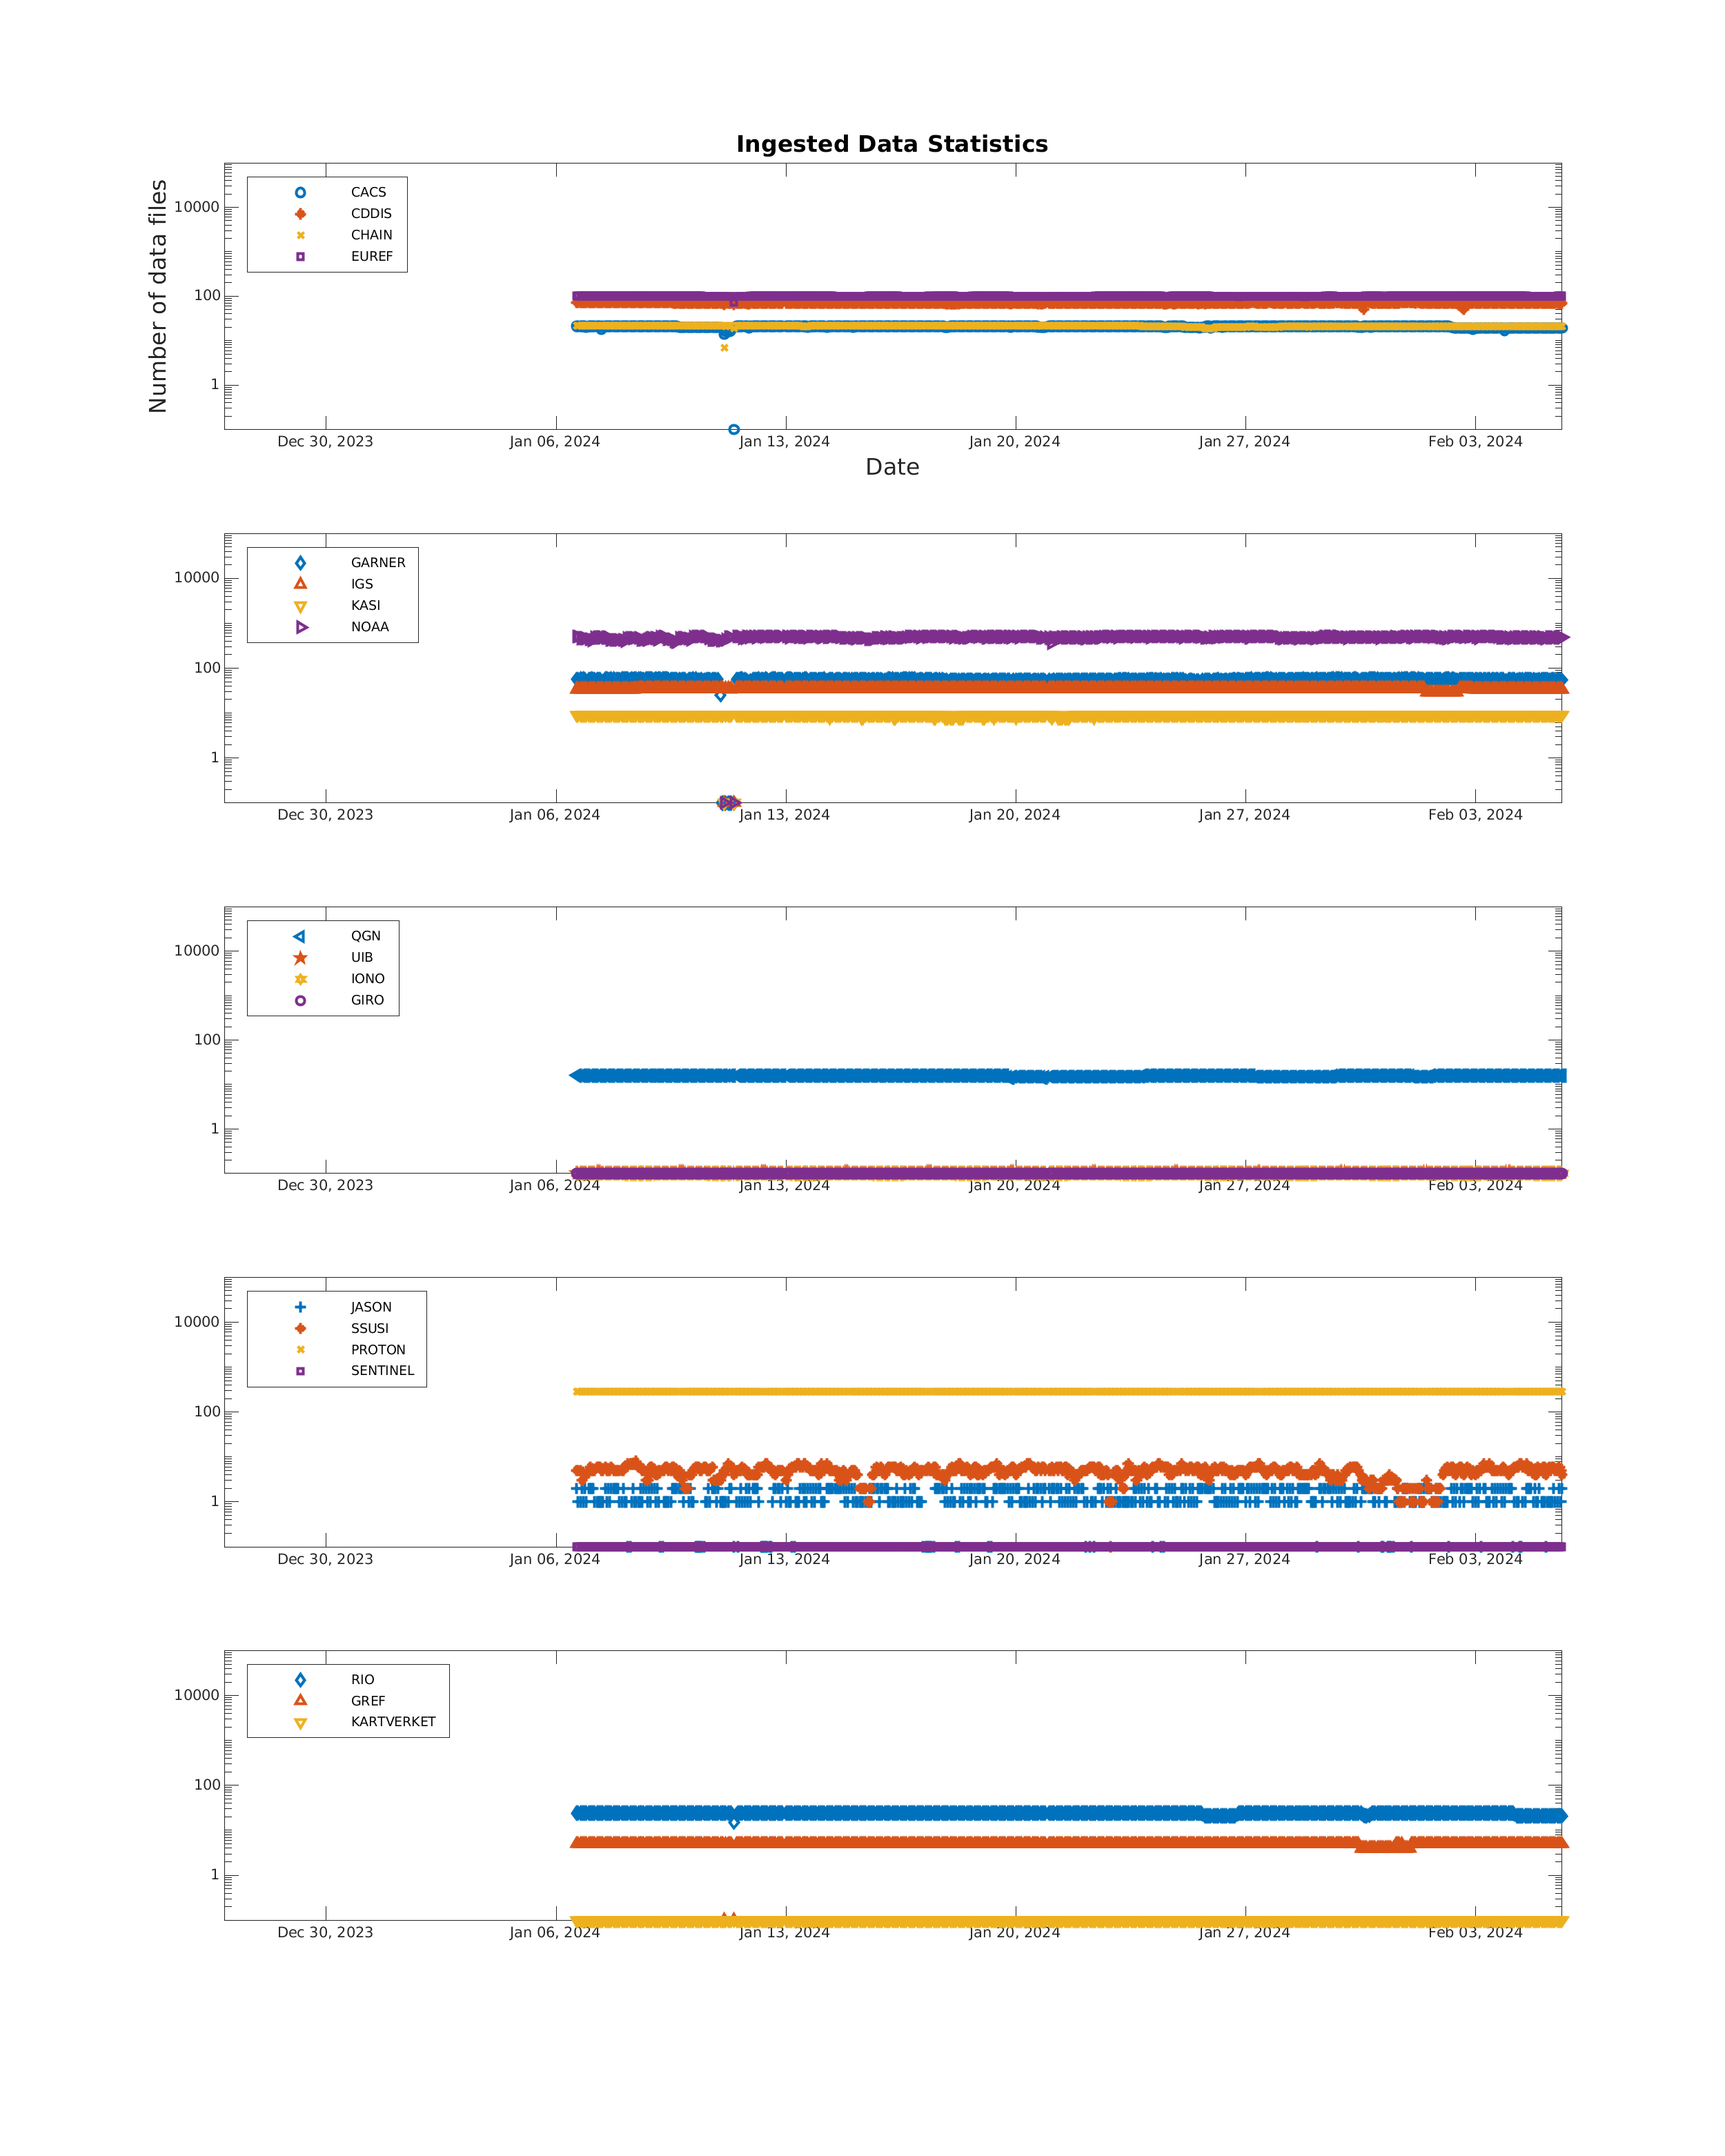 Ingested Data Statistics
Number of data files
10000
100
1
CACS
CDDIS
CHAIN
EUREF
Dec 30, 2023 Jan 06, 2024 Jan 13, 2024 Jan 20, 2024 Jan 27, 2024 Feb 03, 2024
Date
10000
100
1
GARNER
IGS
KASI
NOAA
Dec 30, 2023 Jan 06, 2024 Jan 13, 2024 Jan 20, 2024 Jan 27, 2024 Feb 03, 2024
10000
100
1
QGN
UIB
IONO
GIRO
Dec 30, 2023 Jan 06, 2024 Jan 13, 2024 Jan 20, 2024 Jan 27, 2024 Feb 03, 2024
10000
100
1
JASON
SSUSI
PROTON
SENTINEL
Dec 30, 2023 Jan 06, 2024 Jan 13, 2024 Jan 20, 2024 Jan 27, 2024 Feb 03, 2024
10000
100
1
RIO
GREF
KARTVERKET
Dec 30, 2023 Jan 06, 2024 Jan 13, 2024 Jan 20, 2024 Jan 27, 2024 Feb 03, 2024